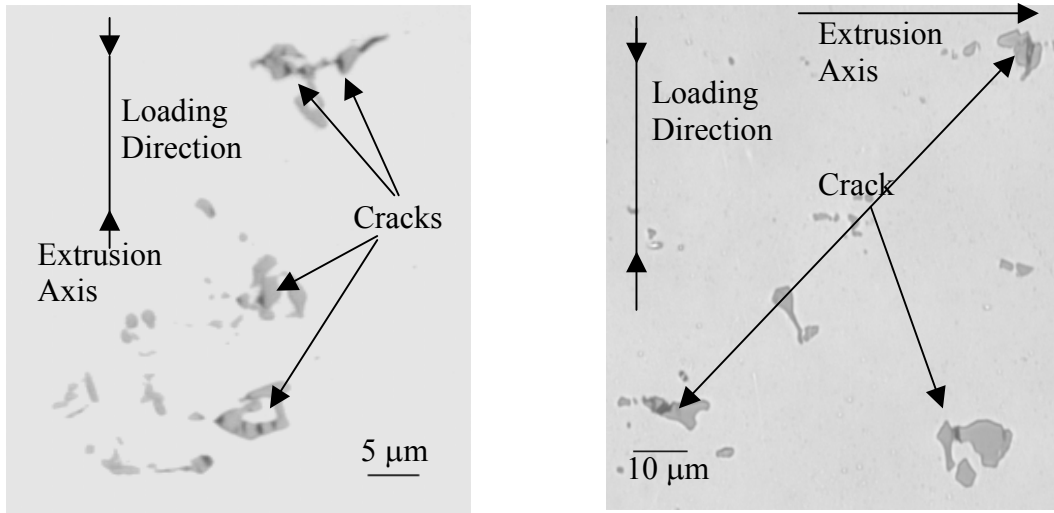 Loading
Direction
Cracks
Extrusion
Axis
5 μm
Extrusion
Axis
Loading
Direction
Crack
10 μm